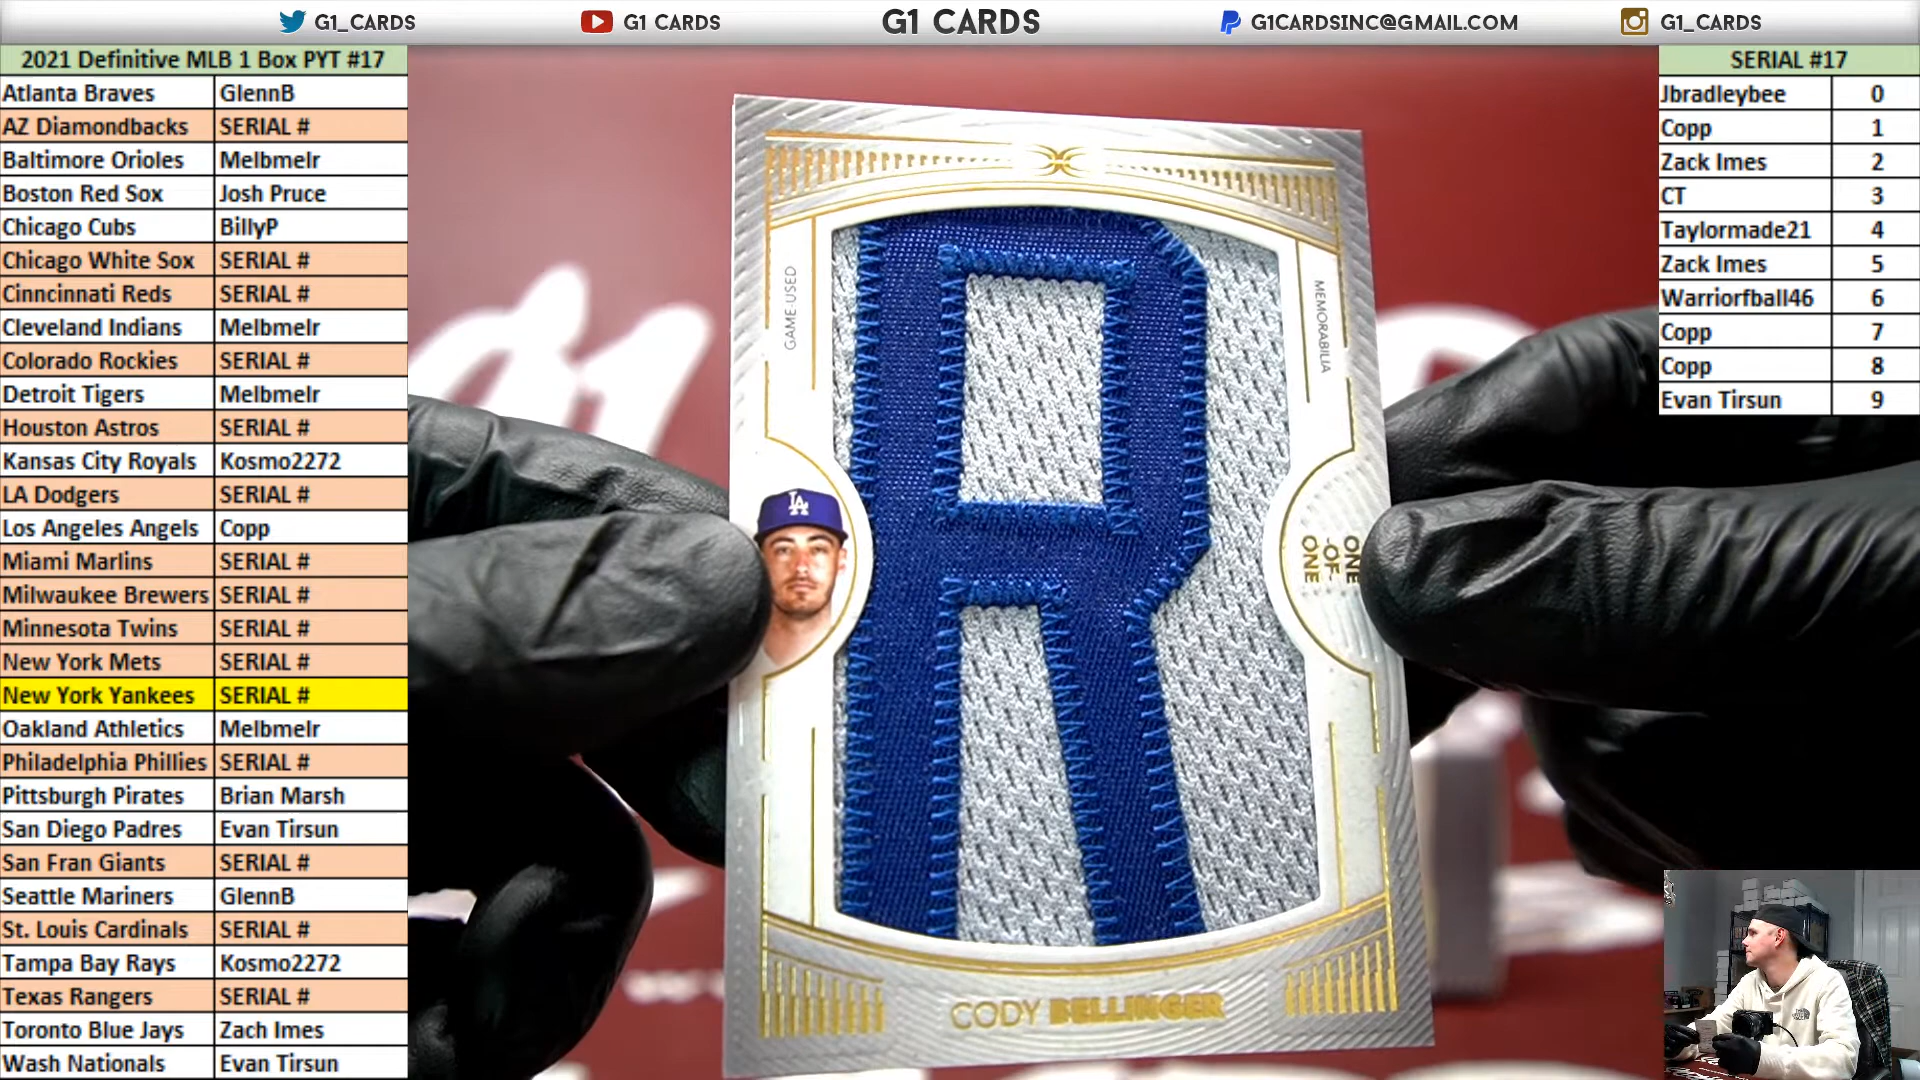 G1_CARDS
G1 CARDS
G1 CARDS
G1CARDSINC@GMAIL.COM
G1_CARDS
2021 Definitive MLB 1 Box PYT #17
Atlanta Braves GlennB
AZ Diamondbacks SERIAL #
Baltimore Orioles Melbmelr
Boston Red Sox Josh Pruce
Chicago Cubs BillyP
Chicago White Sox SERIAL #
Cinncinnati Reds SERIAL #
Cleveland Indians Melbmelr
Colorado Rockies SERIAL #
Detroit Tigers Melbmelr
Houston Astros SERIAL #
Kansas City Royals Kosmo2272
LA Dodgers SERIAL #
Los Angeles Angels Copp
Miami Marlins SERIAL #
Milwaukee Brewers SERIAL #
Minnesota Twins SERIAL #
New York Mets SERIAL #
New York Yankees SERIAL #
Oakland Athletics Melbmelr
Philadelphia Phillies SERIAL #
Pittsburgh Pirates Brian Marsh
San Diego Padres Evan Tirsun
San Fran Giants SERIAL #
Seattle Mariners GlennB
St. Louis Cardinals SERIAL #
Tampa Bay Rays Kosmo2272
Texas Rangers SERIAL #
Toronto Blue Jays Zach Imes
Wash Nationals Evan Tirsun
GAME-USED
MEMORABILIA
R
LA
ONE
-OF-
ONE
CODY BELLINGER
g1
SERIAL #17
Jbradleybee 0
Copp 1
Zack Imes 2
CT 3
Taylormade21 4
Zack Imes 5
Warriorfball46 6
Copp 7
Copp 8
Evan Tirsun 9